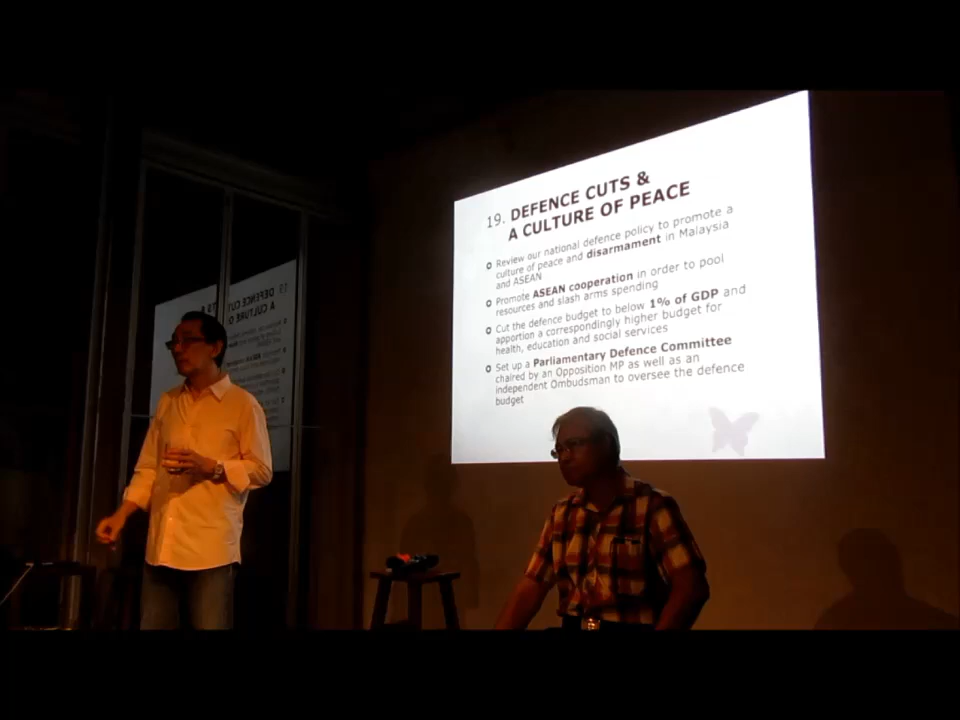 19. DEFENCE CUTS &
A CULTURE OF PEACE
Review our national defence policy to promote a
culture of peace and disarmament in Malaysia
and ASEAN
Promote ASEAN cooperation in order to pool
resources and slash arms spending
Cut the defence budget to below 1% of GDP and
apportion a correspondingly higher budget for
health, education and social services
Set up a Parliamentary Defence Committee
chaired by an Opposition MP as well as an
independent Ombudsman to oversee the defence
budget